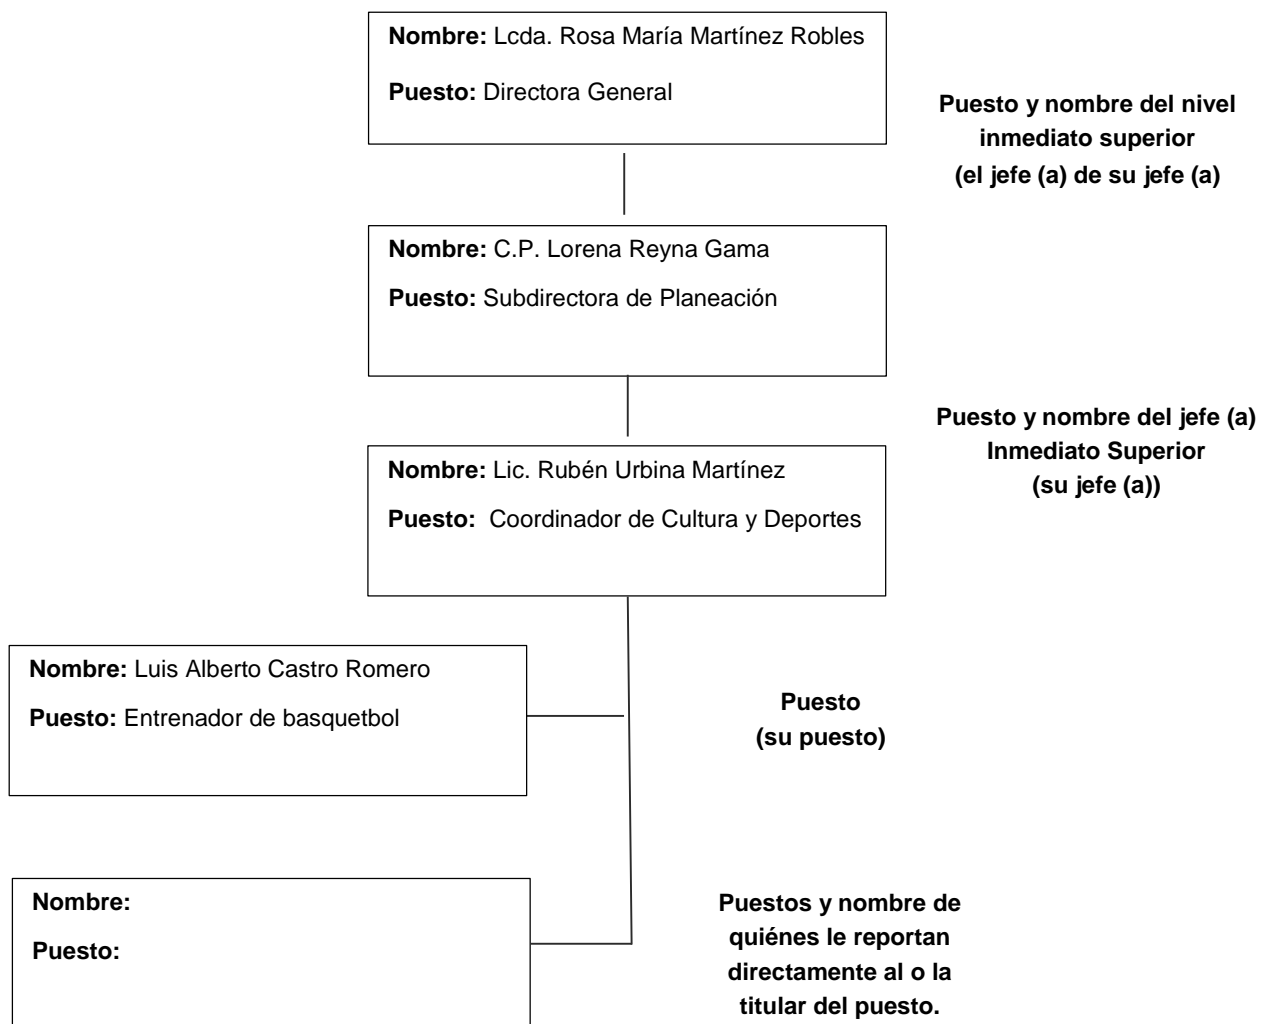 Nombre: Lcda. Rosa María Martínez Robles
Puesto: Directora General
Puesto y nombre del nivel
inmediato superior
(el jefe (a) de su jefe (a)
Nombre: C.P. Lorena Reyna Gama
Puesto: Subdirectora de Planeación
Puesto y nombre del jefe (a)
Inmediato Superior
(su jefe (a))
Nombre: Lic. Rubén Urbina Martínez
Puesto: Coordinador de Cultura y Deportes
Nombre: Luis Alberto Castro Romero
Puesto: Entrenador de basquetbol
Puesto
(su puesto)
Nombre:
Puesto:
Puestos y nombre de
quiénes le reportan
directamente al o la
titular del puesto.